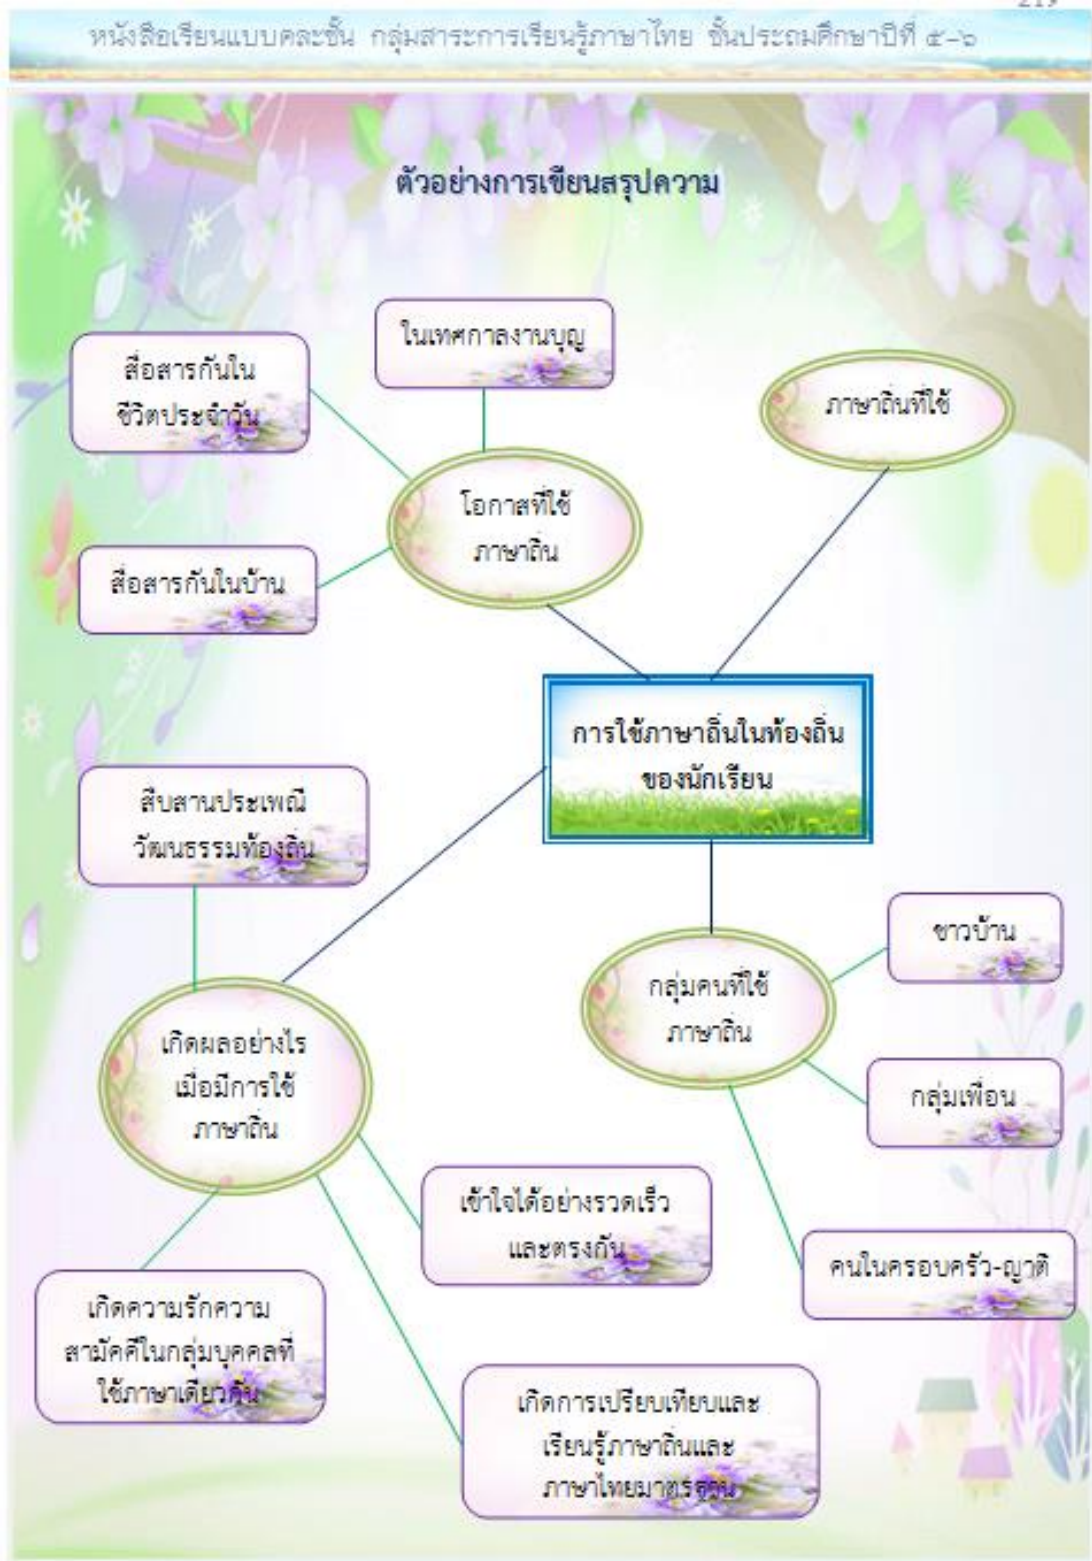 219
หนังสือเรียนแบบคละชั้น กลุ่มสาระการเรียนรู้ภาษาไทย ชั้นประถมศึกษาปีที่ ๕-๖
ตัวอย่างการเขียนสรุปความ
ในเทศกาลงานบุญ
สื่อสารกันใน
ชีวิตประจำวัน
ภาษาถิ่นที่ใช้
โอกาสที่ใช้
ภาษาถิ่น
สื่อสารกันในบ้าน
การใช้ภาษาถิ่นในท้องถิ่น
ของนักเรียน
สืบสานประเพณี
วัฒนธรรมท้องถิ่น
ชาวบ้าน
กลุ่มคนที่ใช้
ภาษาถิ่น
เกิดผลอย่างไร
เมื่อมีการใช้
ภาษาถิ่น
กลุ่มเพื่อน
เข้าใจได้อย่างรวดเร็ว
และตรงกัน
คนในครอบครัว-ญาติ
เกิดความรักความ
สามัคคีในกลุ่มบุคคลที่
ใช้ภาษาเดียวกัน
เกิดการเปรียบเทียบและ
เรียนรู้ภาษาถิ่นและ
ภาษาไทยมาตรฐาน